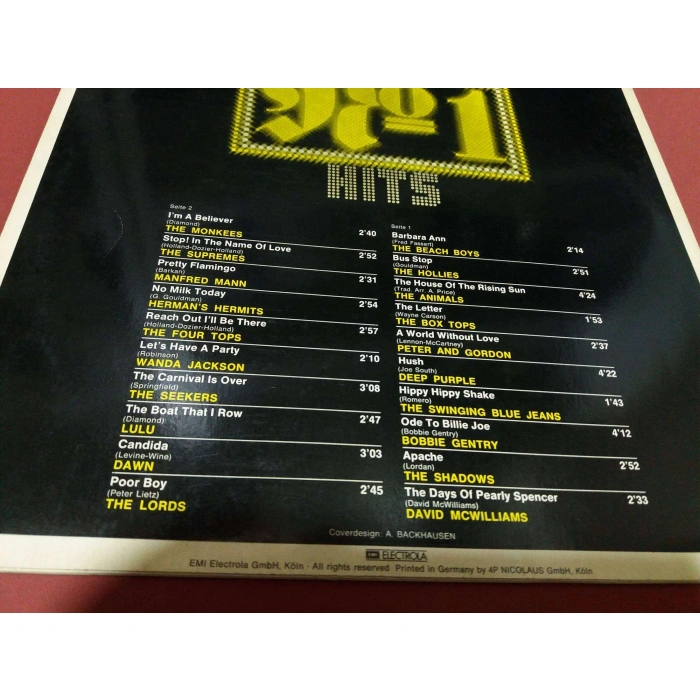 No 1
HITS
Seite 2
I'm A Believer
(Diamond)
THE MONKEES 2'40
Stop! In The Name Of Love
(Holland-Dozier-Holland)
THE SUPREMES 2'52
Pretty Flamingo
(Barkan)
MANFRED MANN 2'31
No Milk Today
(G. Gouldman)
HERMAN'S HERMITS 2'54
Reach Out I'll Be There
(Holland-Dozier-Holland)
THE FOUR TOPS 2'57
Let's Have A Party
(Robinson)
WANDA JACKSON 2'10
The Carnival Is Over
(Springfield)
THE SEEKERS 3'08
The Boat That I Row
(Diamond)
LULU 2'47
Candida
(Levine-Wine)
DAWN 3'03
Poor Boy
(Peter Lietz)
THE LORDS 2'45
Seite 1
Barbara Ann
(Fred Fassert)
THE BEACH BOYS 2'14
Bus Stop
(Gouldman)
THE HOLLIES 2'51
The House Of The Rising Sun
(Trad. Arr. A. Price)
THE ANIMALS 4'24
The Letter
(Wayne Carson)
THE BOX TOPS 1'53
A World Without Love
(Lennon-McCartney)
PETER AND GORDON 2'37
Hush
(Joe South)
DEEP PURPLE 4'22
Hippy Hippy Shake
(Romero)
THE SWINGING BLUE JEANS 1'43
Ode To Billie Joe
(Bobbie Gentry)
BOBBIE GENTRY 4'12
Apache
(Lordan)
THE SHADOWS 2'52
The Days Of Pearly Spencer
(David McWilliams)
DAVID MCWILLIAMS 2'33
Coverdesign: A. BACKHAUSEN
EMI ELECTROLA
EMI Electrola GmbH, Köln · All rights reserved Printed in Germany by 4P NICOLAUS GmbH, Köln